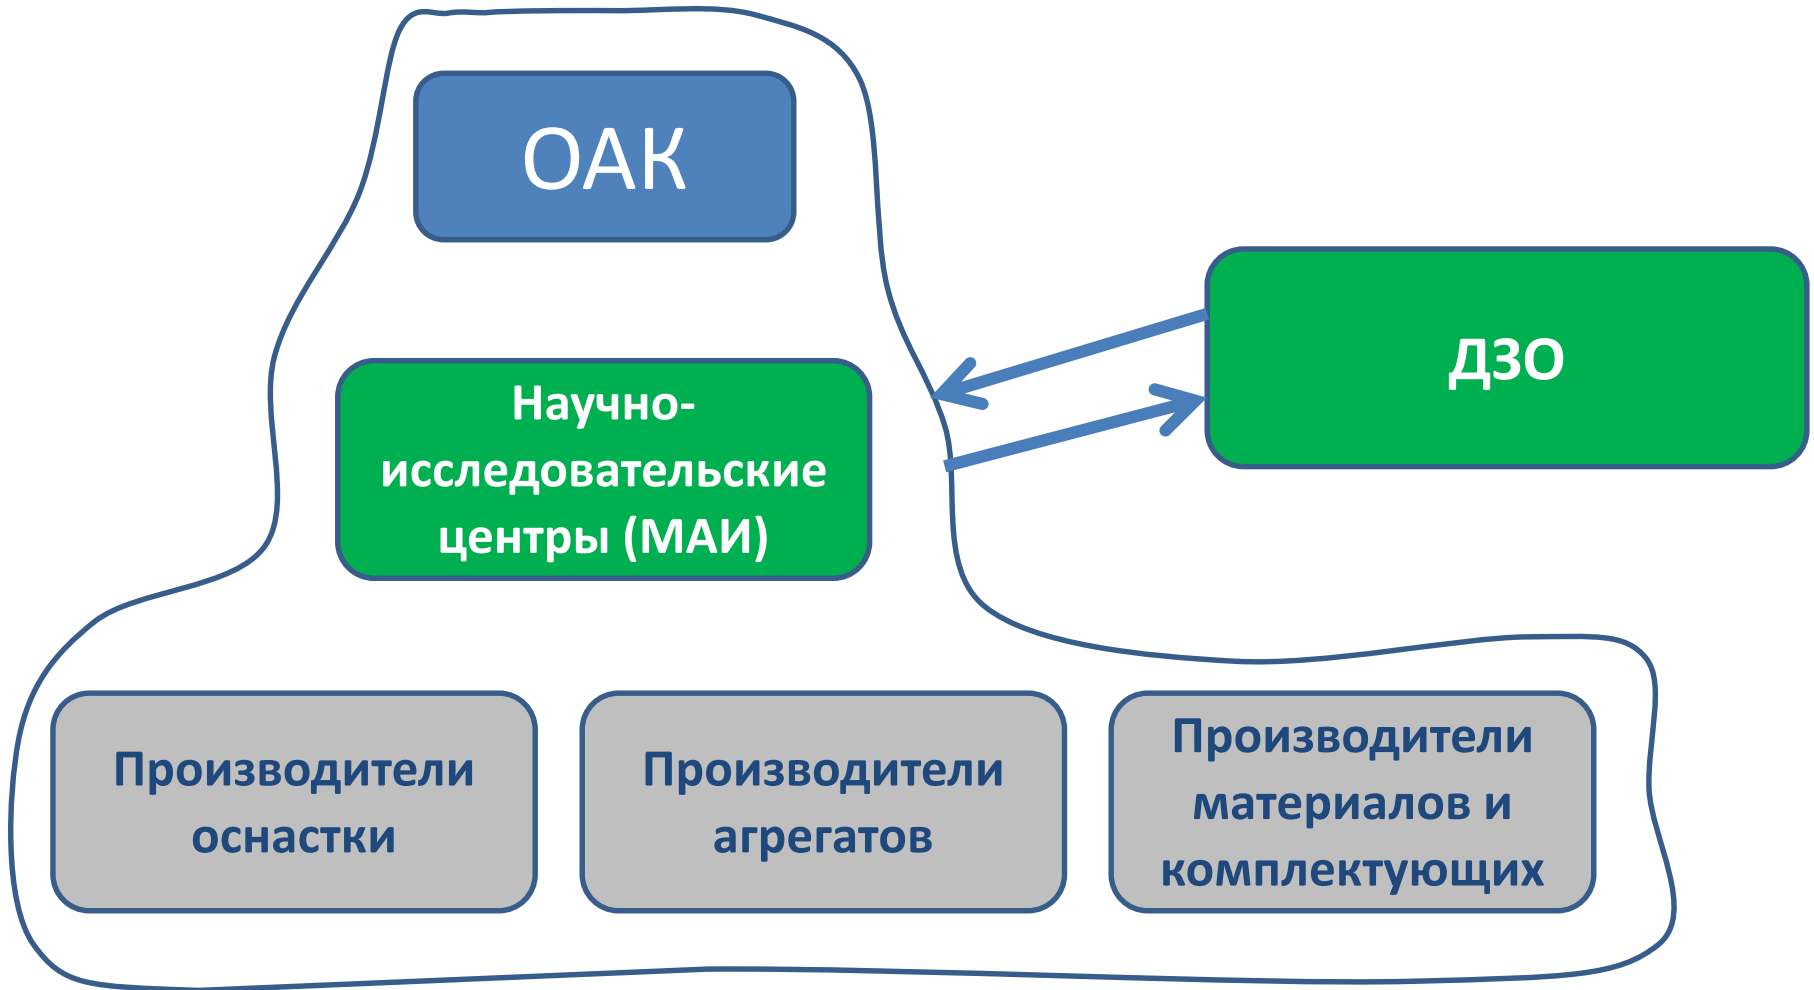 ОАК
ДЗО
Научно-
исследовательские
центры (МАИ)
Производители
оснастки
Производители
агрегатов
Производители
материалов и
комплектующих